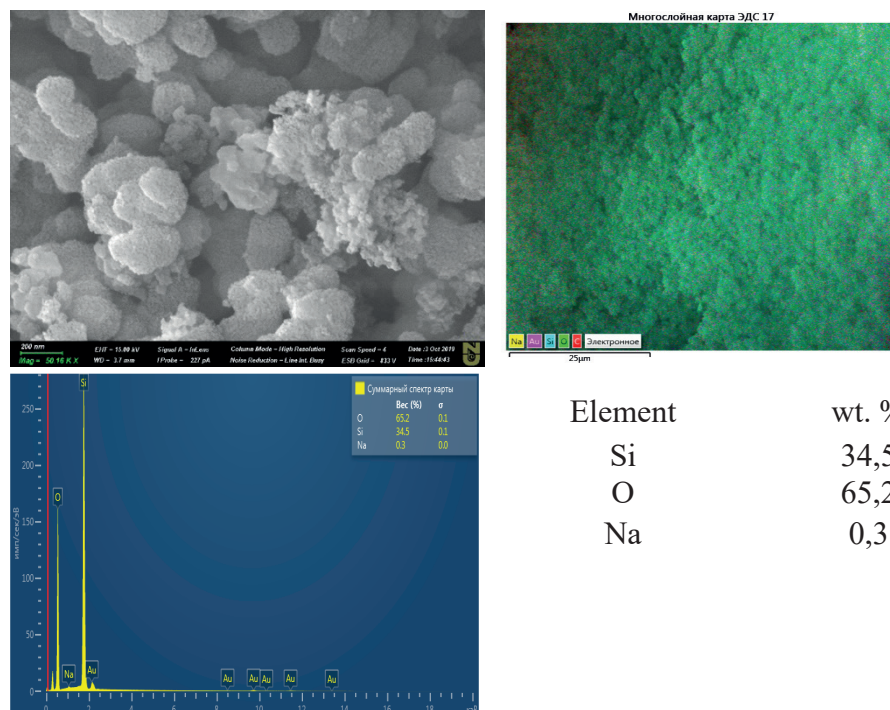 Многослойная карта ЭДС 17
200 nm
Mag = 50.16 K X
EHT = 15.00 kV
WD = 3.7 mm
Signal A = InLens
I Probe = 227 pA
Column Mode = High Resolution
Noise Reduction = Line Int. Busy
Scan Speed = 4
ESB Grid = 833 V
Date :3 Oct 2019
Time :15:44:43
Na Au Si O C Электронное
25µm
Суммарный спектр карты
Вес (%) σ
O 65.2 0.1
Si 34.5 0.1
Na 0.3 0.0
имп/сек/эВ
250
200
150
100
50
0
Si
O
Na
Au
Au
Au
Au
Au
Au
0 2 4 6 8 10 12 14 16 18
Element wt. %
Si 34,5
O 65,2
Na 0,3